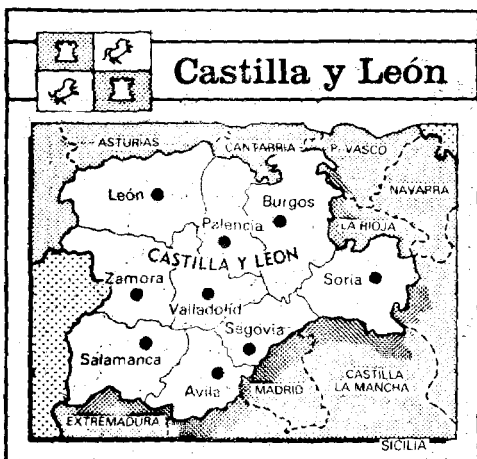 Castilla y León
ASTURIAS
CANTABRIA
P. VASCO
NAVARRA
León
Burgos
Palencia
LA RIOJA
CASTILLA Y LEON
Zamora
Soria
Valladolid
Segovia
Salamanca
Avila
MADRID
CASTILLA
LA MANCHA
EXTREMADURA
SICILIA